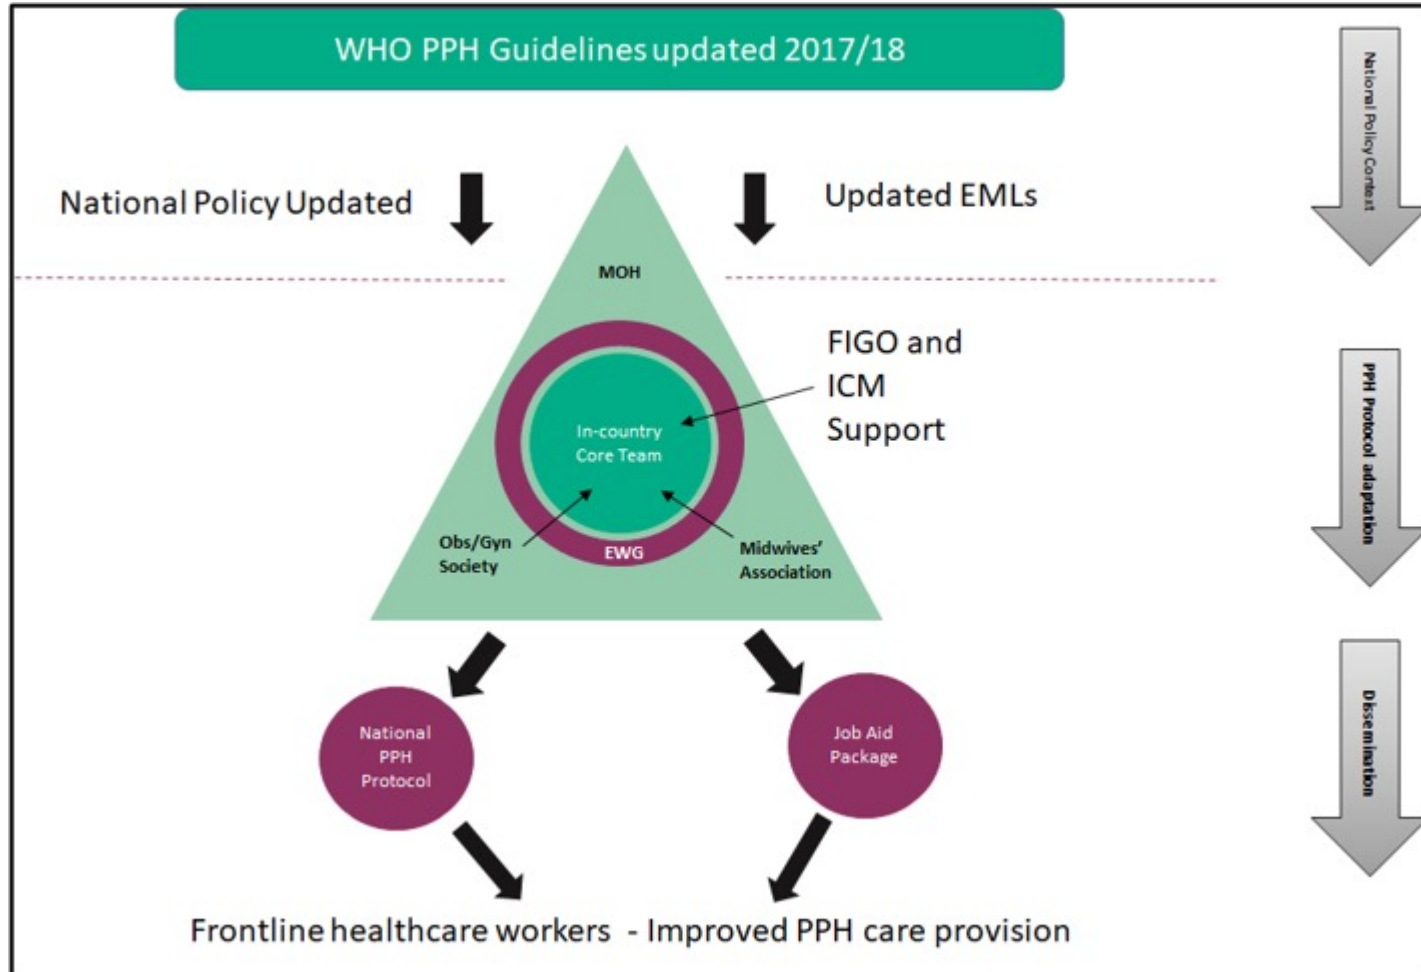 WHO PPH Guidelines updated 2017/18
National Policy Updated
Updated EMLs
National Policy Context
MOH
FIGO and
ICM
Support
In-country
Core Team
Obs/Gyn
Society
EWG
Midwives'
Association
PPH Protocol adaptation
National
PPH
Protocol
Job Aid
Package
Dissemination
Frontline healthcare workers - Improved PPH care provision